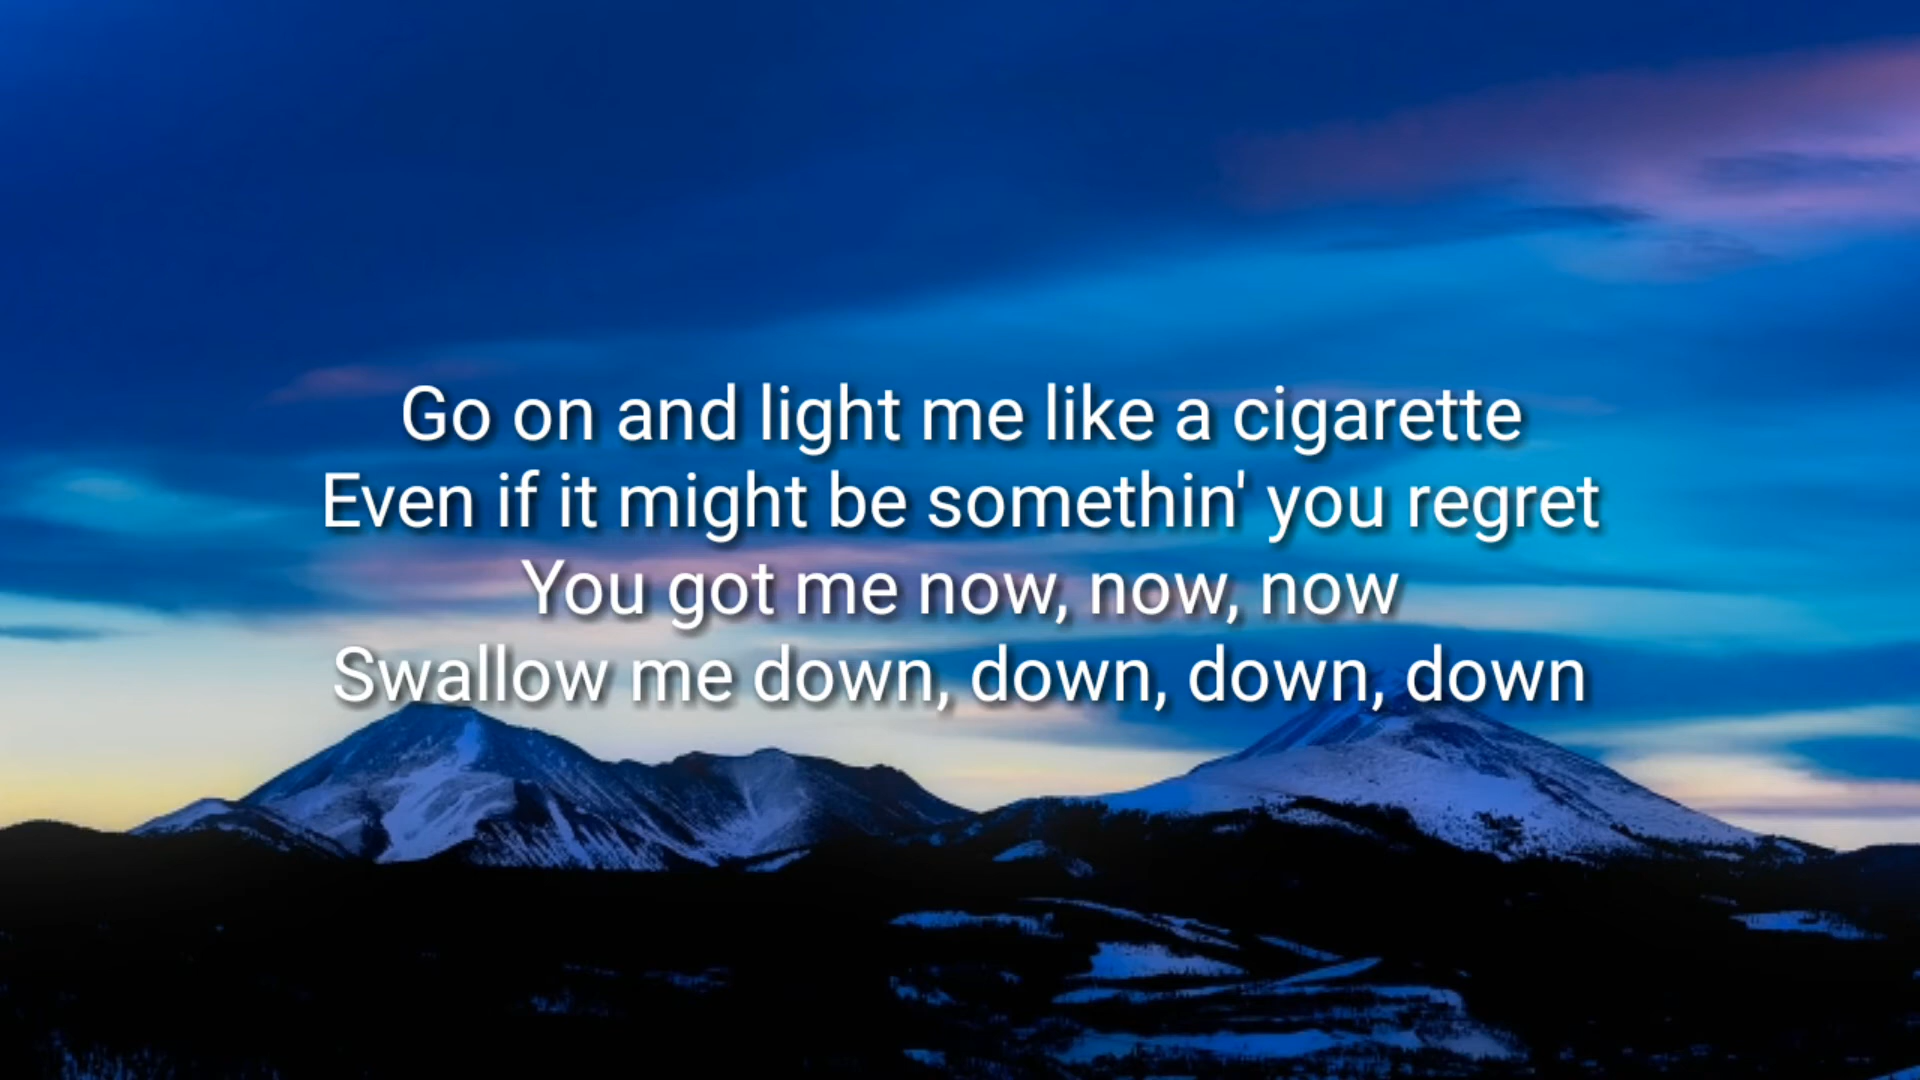 Go on and light me like a cigarette
Even if it might be somethin' you regret
You got me now, now, now
Swallow me down, down, down, down